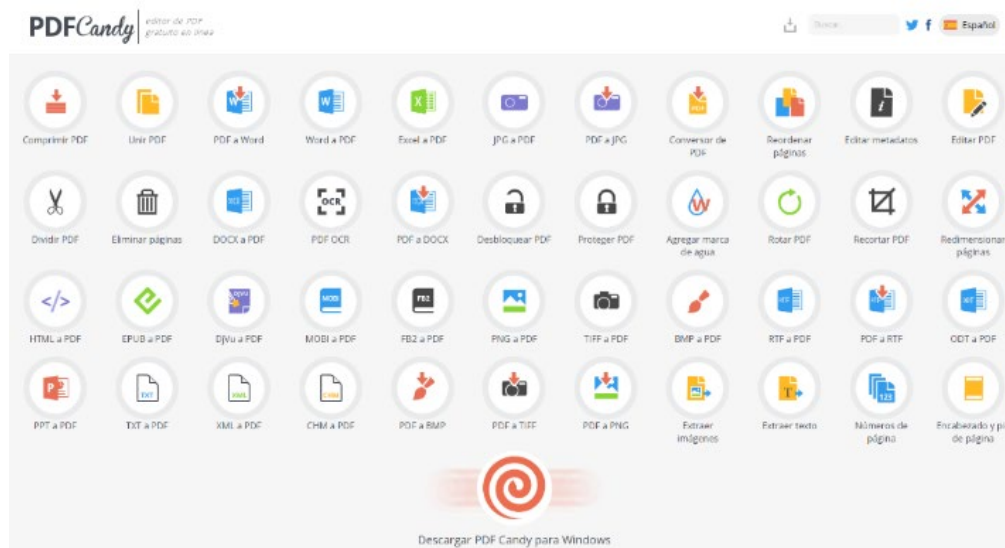 PDFCandy
editor de PDF
gratuito en línea
Buscar...
Español
Comprimir PDF
Unir PDF
PDF a Word
Word a PDF
Excel a PDF
JPG a PDF
PDF a JPG
Conversor de
PDF
Reordenar
páginas
Editar metadatos
Editar PDF
Dividir PDF
Eliminar páginas
DOCX a PDF
PDF OCR
PDF a DOCX
Desbloquear PDF
Proteger PDF
Agregar marca
de agua
Rotar PDF
Recortar PDF
Redimensionar
páginas
HTML a PDF
EPUB a PDF
DjVu a PDF
MOBI a PDF
FB2 a PDF
PNG a PDF
TIFF a PDF
BMP a PDF
RTF a PDF
PDF a RTF
ODT a PDF
PPT a PDF
TXT a PDF
XML a PDF
CHM a PDF
PDF a BMP
PDF a TIFF
PDF a PNG
Extraer
imágenes
Extraer texto
Números de
página
Encabezado y pi
de página
Descargar PDF Candy para Windows